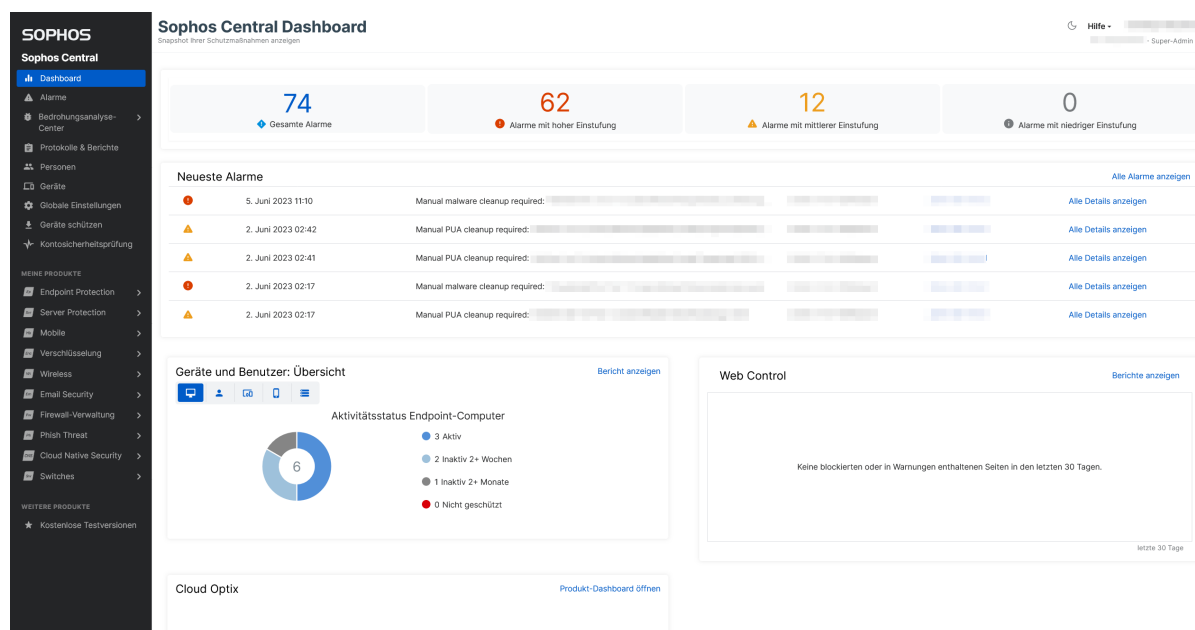 SOPHOS
Sophos Central
Dashboard
Alarme
Bedrohungsanalyse-
Center
Protokolle & Berichte
Personen
Geräte
Globale Einstellungen
Geräte schützen
Kontosicherheitsprüfung
MEINE PRODUKTE
Endpoint Protection
Server Protection
Mobile
Verschlüsselung
Wireless
Email Security
Firewall-Verwaltung
Phish Threat
Cloud Native Security
Switches
WEITERE PRODUKTE
Kostenlose Testversionen
Sophos Central Dashboard
Snapshot Ihrer Schutzmaßnahmen anzeigen
Hilfe
- Super-Admin
74
Gesamte Alarme
62
Alarme mit hoher Einstufung
12
Alarme mit mittlerer Einstufung
0
Alarme mit niedriger Einstufung
Neueste Alarme
Alle Alarme anzeigen
5. Juni 2023 11:10 Manual malware cleanup required: Alle Details anzeigen
2. Juni 2023 02:42 Manual PUA cleanup required: Alle Details anzeigen
2. Juni 2023 02:41 Manual PUA cleanup required: Alle Details anzeigen
2. Juni 2023 02:17 Manual malware cleanup required: Alle Details anzeigen
2. Juni 2023 02:17 Manual PUA cleanup required: Alle Details anzeigen
Geräte und Benutzer: Übersicht
Bericht anzeigen
Aktivitätsstatus Endpoint-Computer
6
3 Aktiv
2 Inaktiv 2+ Wochen
1 Inaktiv 2+ Monate
0 Nicht geschützt
Web Control
Berichte anzeigen
Keine blockierten oder in Warnungen enthaltenen Seiten in den letzten 30 Tagen.
letzte 30 Tage
Cloud Optix
Produkt-Dashboard öffnen